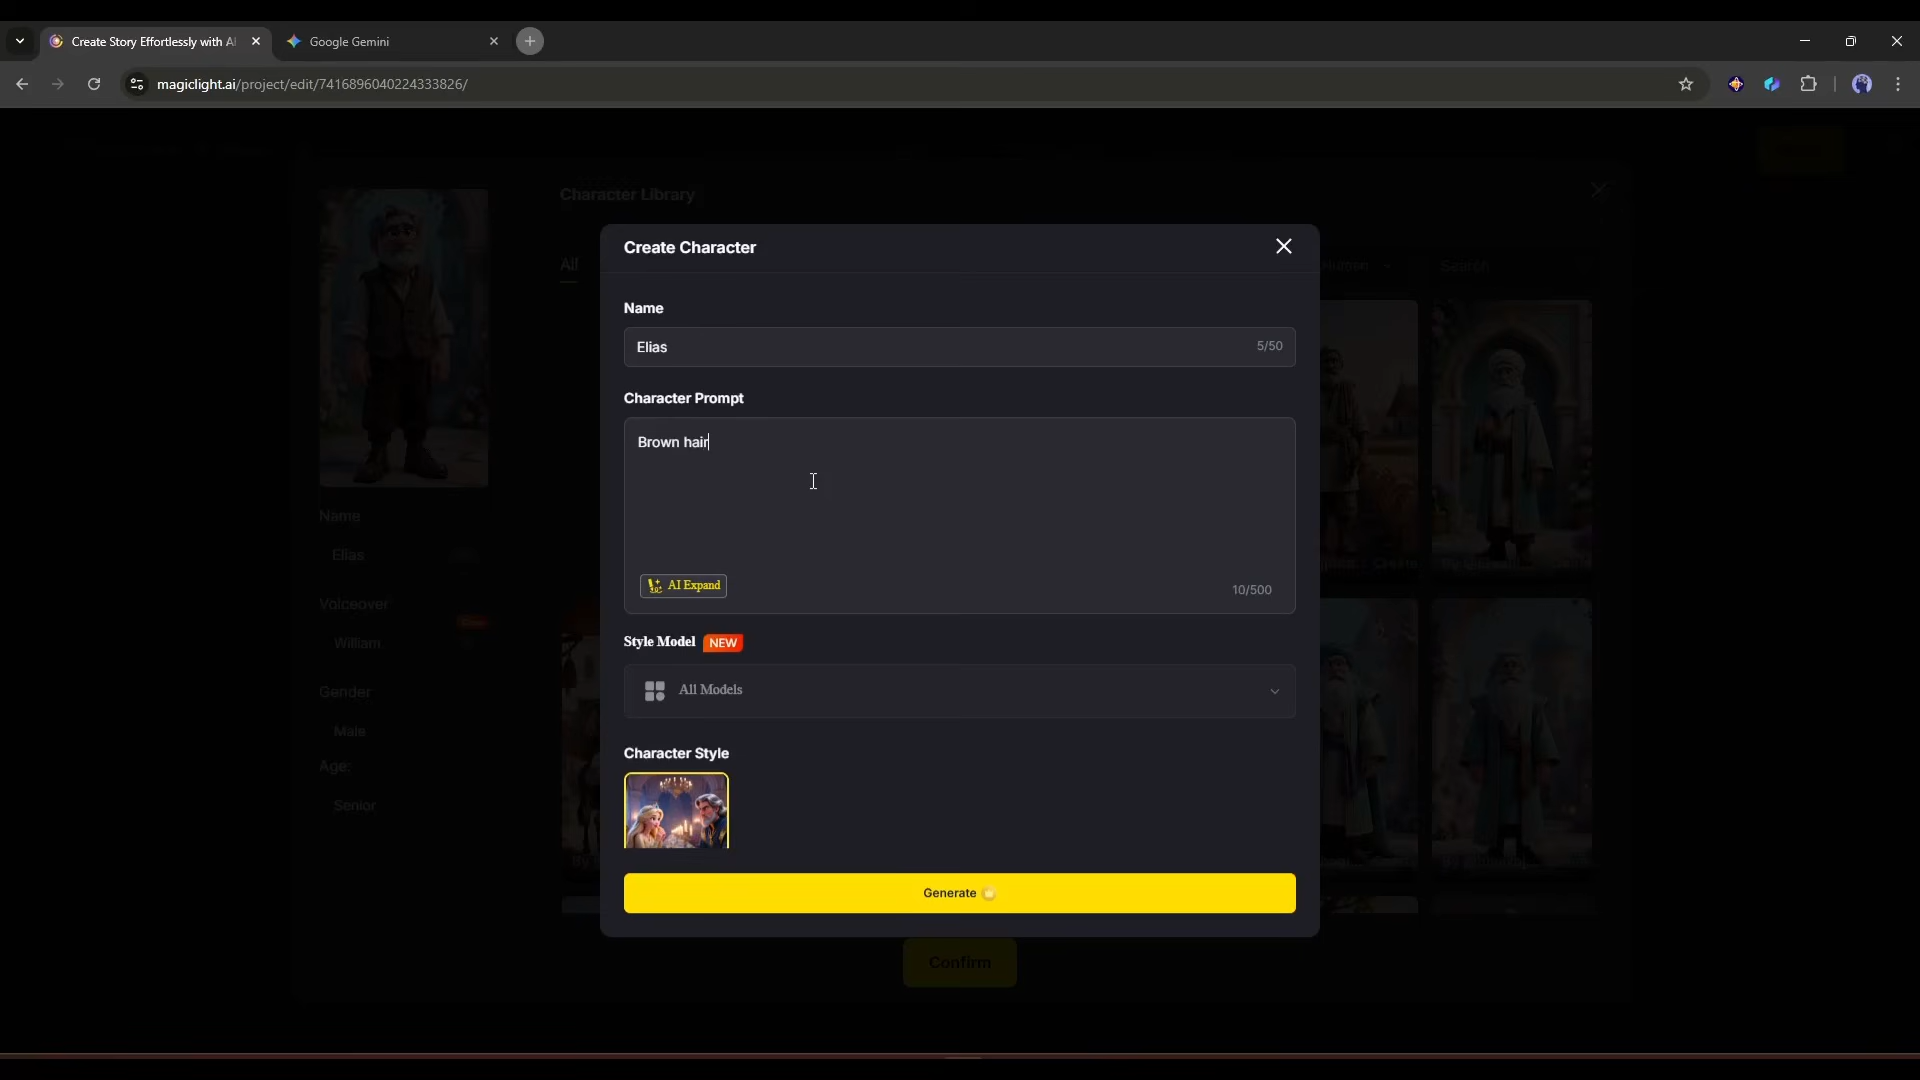 Create Story Effortlessly with AI
Google Gemini
magiclight.ai/project/edit/7416896040224333826/
Character Library
All
Human
Search
Create Character
Name
Elias
5/50
Character Prompt
Brown hair
AI Expand
10/500
Style Model NEW
All Models
Character Style
Generate
Name
Elias
Voiceover
William
Gender
Male
Age:
Senior
Confirm